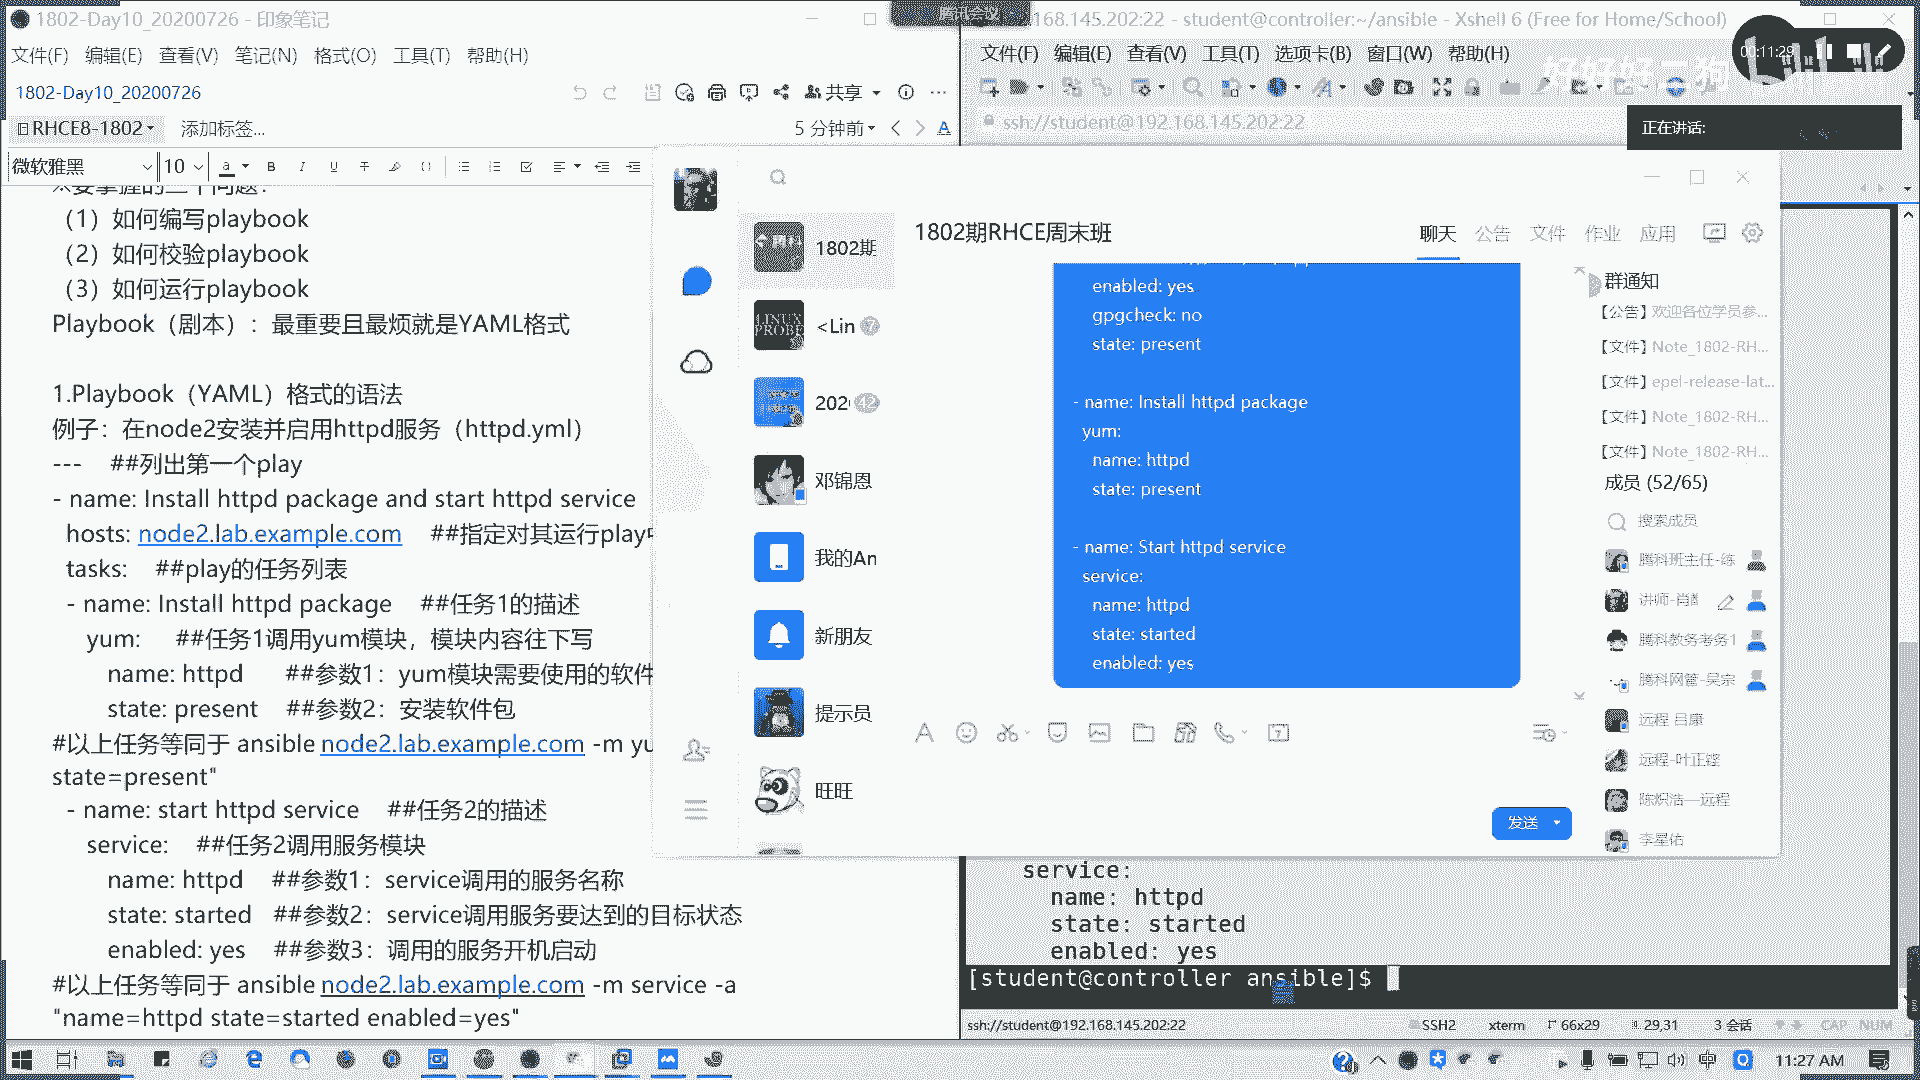 1802-Day10_20200726 - 印象笔记
文件(F) 编辑(E) 查看(V) 笔记(N) 格式(O) 工具(T) 帮助(H)
1802-Day10_20200726
共享
RHCE8-1802
添加标签...
5 分钟前
微软雅黑
10
（1）如何编写playbook
（2）如何校验playbook
（3）如何运行playbook
Playbook（剧本）：最重要且最烦就是YAML格式
1.Playbook（YAML）格式的语法
例子：在node2安装并启用httpd服务（httpd.yml）
--- ##列出第一个play
- name: Install httpd package and start httpd service
hosts: node2.lab.example.com ##指定对其运行play
tasks: ##play的任务列表
- name: Install httpd package ##任务1的描述
yum: ##任务1调用yum模块，模块内容往下写
name: httpd ##参数1：yum模块需要使用的软件
state: present ##参数2：安装软件包
#以上任务等同于 ansible node2.lab.example.com -m yu
state=present"
- name: start httpd service ##任务2的描述
service: ##任务2调用服务模块
name: httpd ##参数1：service调用的服务名称
state: started ##参数2：service调用服务要达到的目标状态
enabled: yes ##参数3：调用的服务开机启动
#以上任务等同于 ansible node2.lab.example.com -m service -a
"name=httpd state=started enabled=yes"
腾讯会议
168.145.202:22 - student@controller:~/ansible - Xshell 6 (Free for Home/School)
文件(F) 编辑(E) 查看(V) 工具(T) 选项卡(B) 窗口(W) 帮助(H)
00:11:29
ssh://student@192.168.145.202:22
正在讲话:
1802期
<Lin
7
202
42
邓锦恩
我的An
新朋友
提示员
旺旺
1802期RHCE周末班
聊天 公告 文件 作业 应用
enabled: yes
gpgcheck: no
state: present
- name: Install httpd package
yum:
name: httpd
state: present
- name: Start httpd service
service:
name: httpd
state: started
enabled: yes
发送
群通知
【公告】欢迎各位学员参...
【文件】Note_1802-RH...
【文件】epel-release-lat...
【文件】Note_1802-RH...
【文件】Note_1802-RH...
成员 (52/65)
搜索成员
腾科班主任-练
讲师-肖
腾科教务考务1
腾科网管-吴宗
远程 吕康
远程-叶正铿
陈炽浩—远程
李星佑
service:
name: httpd
state: started
enabled: yes
[student@controller ansible]$
ssh://student@192.168.145.202:22
SSH2
xterm
66x29
29,31
3 会话
CAP NUM
中
11:27 AM